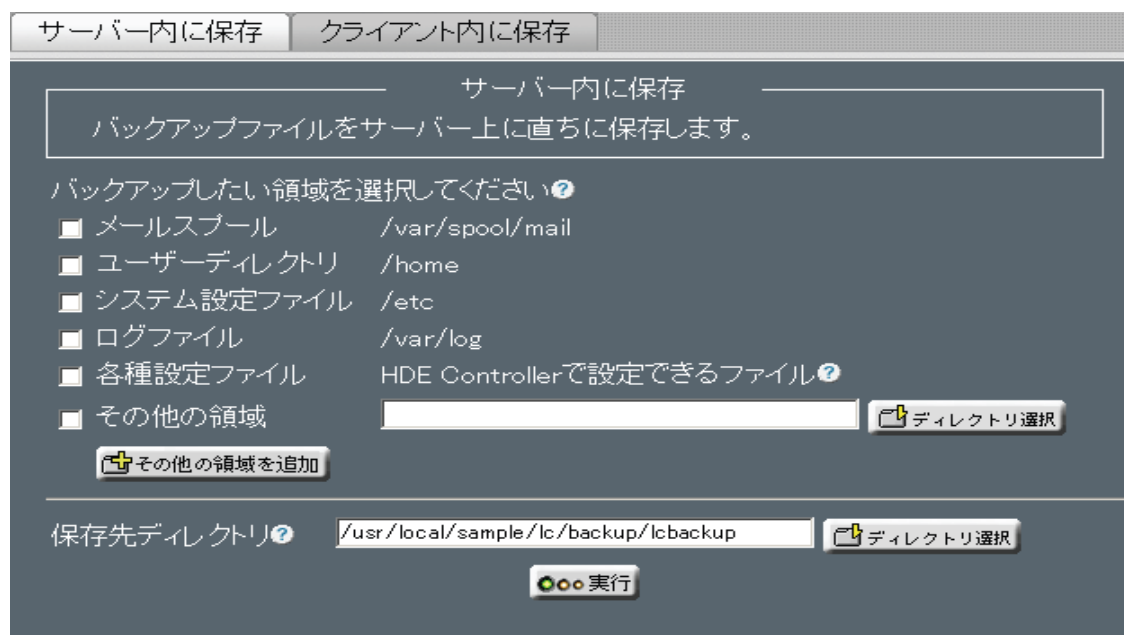 サーバー内に保存 クライアント内に保存
サーバー内に保存
バックアップファイルをサーバー上に直ちに保存します。
バックアップしたい領域を選択してください?
メールスプール /var/spool/mail
ユーザーディレクトリ /home
システム設定ファイル /etc
ログファイル /var/log
各種設定ファイル HDE Controllerで設定できるファイル?
その他の領域 ディレクトリ選択
その他の領域を追加
保存先ディレクトリ? /usr/local/sample/lc/backup/lcbackup ディレクトリ選択
実行